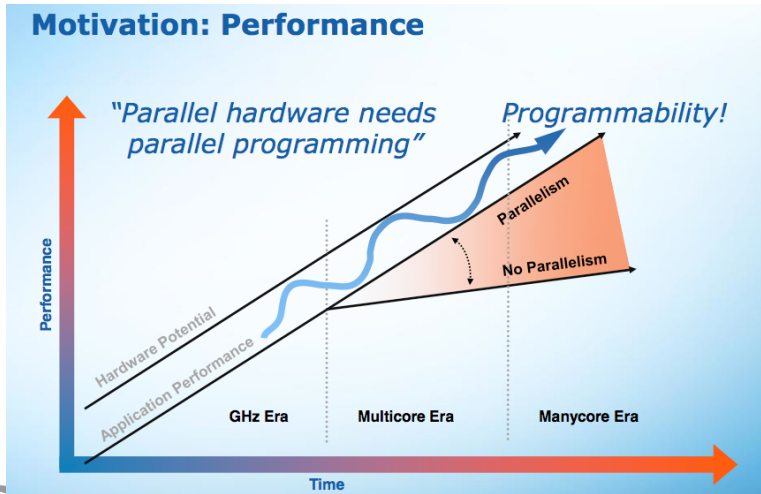 Motivation: Performance
“Parallel hardware needs
parallel programming”
Programmability!
Parallelism
No Parallelism
Performance
Hardware Potential
Application Performance
GHz Era
Multicore Era
Manycore Era
Time